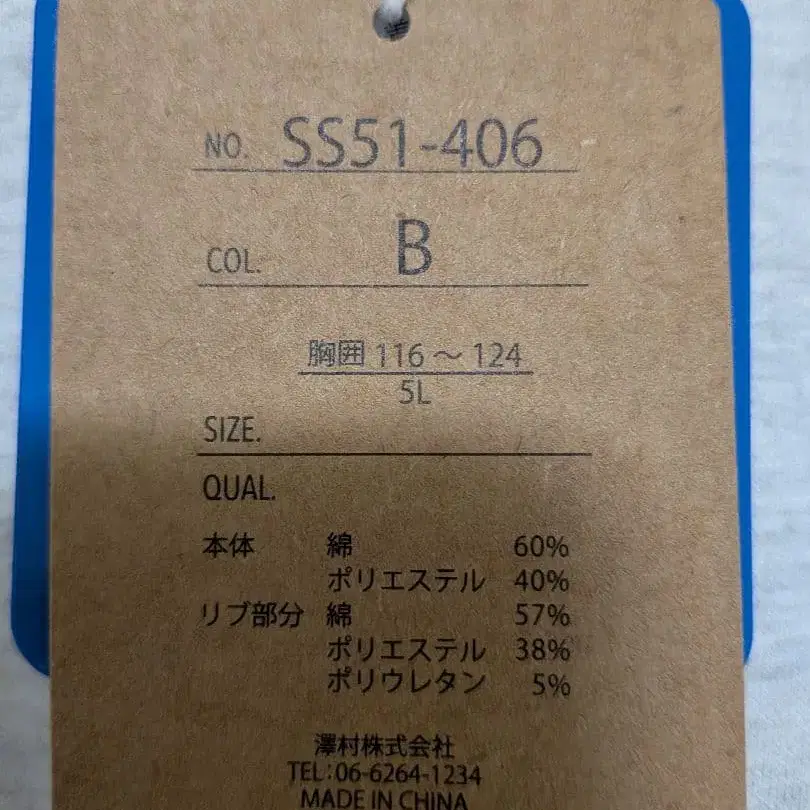 NO. SS51-406
COL. B
胸囲 116～124
5L
SIZE.
QUAL.
本体 綿 60%
ポリエステル 40%
リブ部分 綿 57%
ポリエステル 38%
ポリウレタン 5%
澤村株式会社
TEL:06-6264-1234
MADE IN CHINA